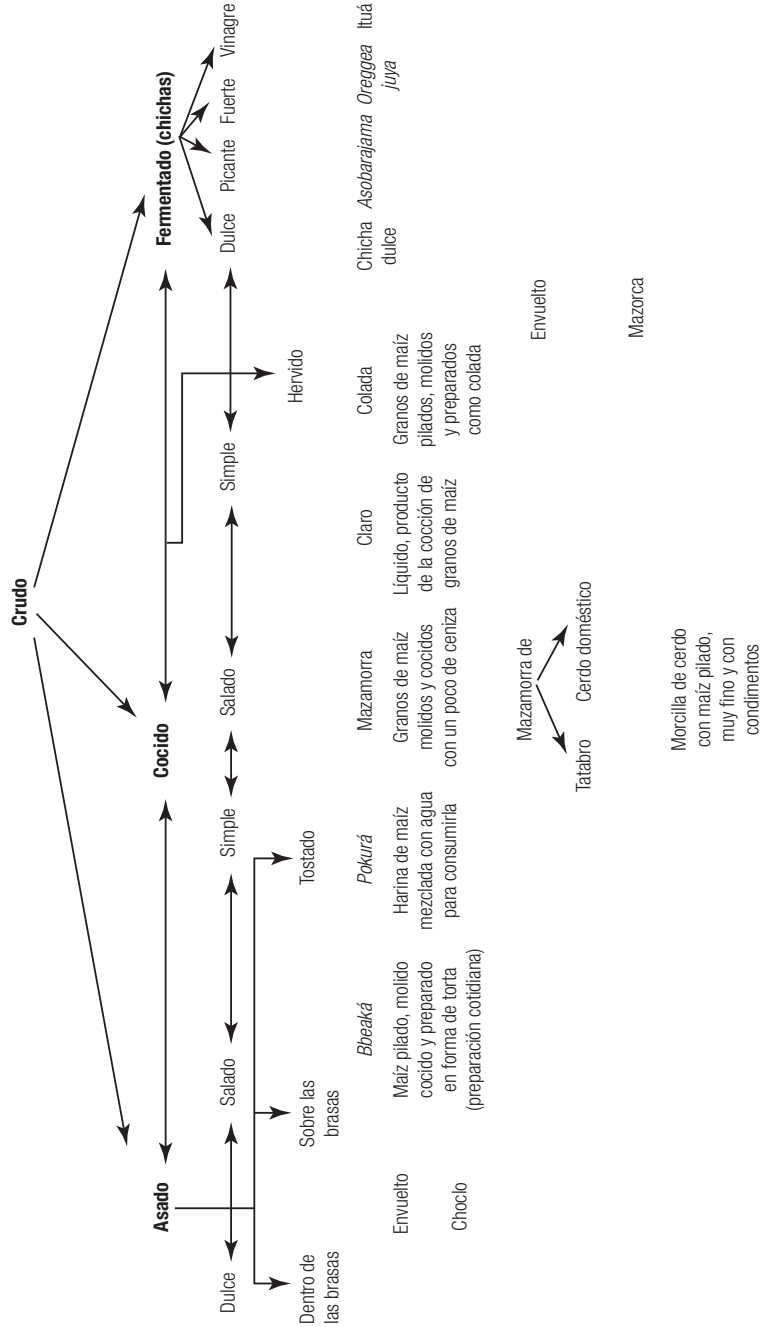 Crudo
Asado
Cocido
Fermentado (chichas)
Dulce
Salado
Simple
Salado
Simple
Dulce
Picante
Fuerte
Vinagre
Dentro de
las brasas
Sobre las
brasas
Tostado
Hervido
Envuelto
Choclo
Bbeaká
Maíz pilado, molido
cocido y preparado
en forma de torta
(preparación cotidiana)
Pokurá
Harina de maíz
mezclada con agua
para consumirla
Mazamorra
Granos de maíz
molidos y cocidos
con un poco de ceniza
Mazamorra de
Tatabro
Cerdo doméstico
Morcilla de cerdo
con maíz pilado,
muy fino y con
condimentos
Claro
Líquido, producto
de la cocción de
granos de maíz
Colada
Granos de maíz
pilados, molidos
y preparados
como colada
Envuelto
Mazorca
Chicha
dulce
Asobarajama
Oreggea
juya
Ituá